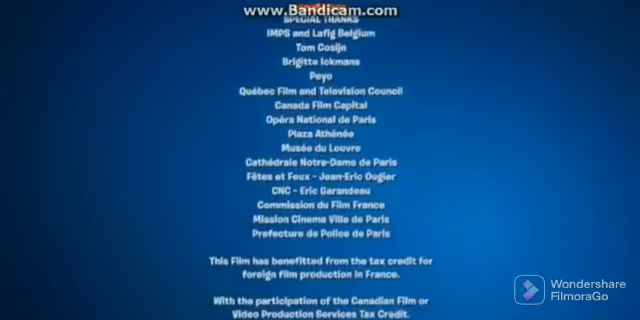 www.Bandicam.com
SPECIAL THANKS
IMPS and Lafig Belgium
Tom Cosijn
Brigitte Ickmans
Peyo
Québec Film and Television Council
Canada Film Capital
Opéra National de Paris
Plaza Athénée
Musée du Louvre
Cathédrale Notre-Dame de Paris
Fêtes et Feux - Jean-Eric Ougier
CNC - Eric Garandeau
Commission du Film France
Mission Cinema Ville de Paris
Prefecture de Police de Paris
This Film has benefitted from the tax credit for
foreign film production in France.
Wondershare
FilmoraGo
With the participation of the Canadian Film or
Video Production Services Tax Credit.